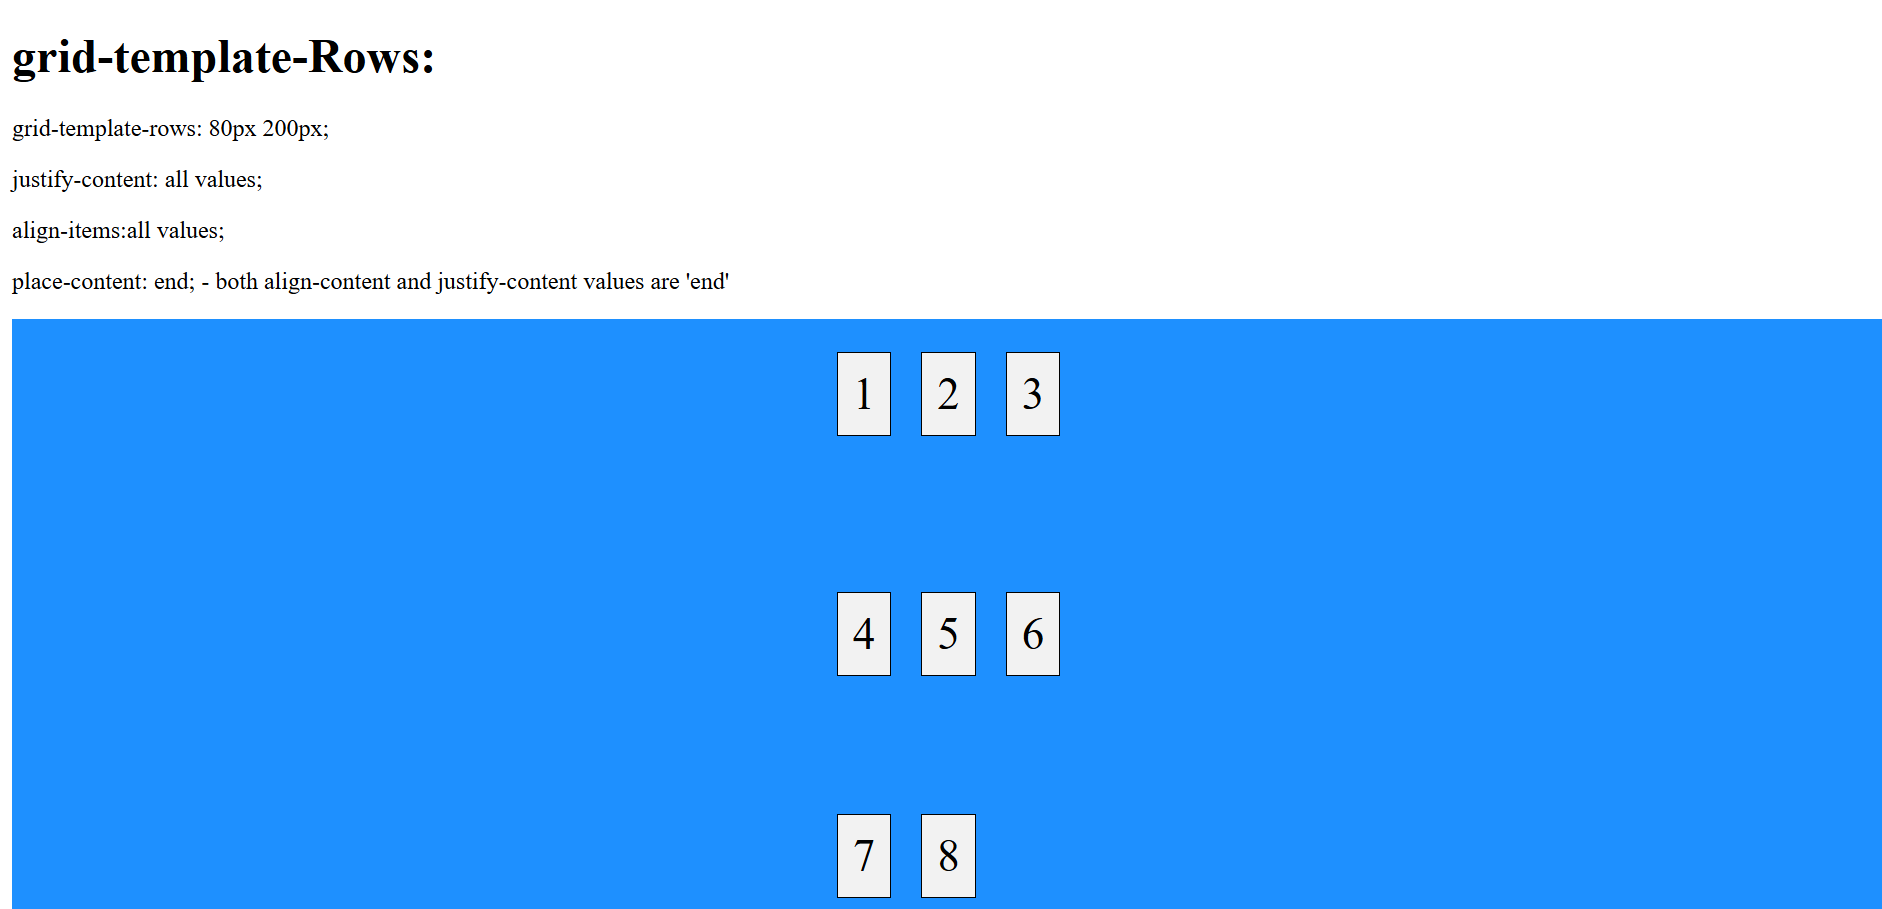 grid-template-Rows:
grid-template-rows: 80px 200px;
justify-content: all values;
align-items:all values;
place-content: end; - both align-content and justify-content values are 'end'
1 2 3
4 5 6
7 8